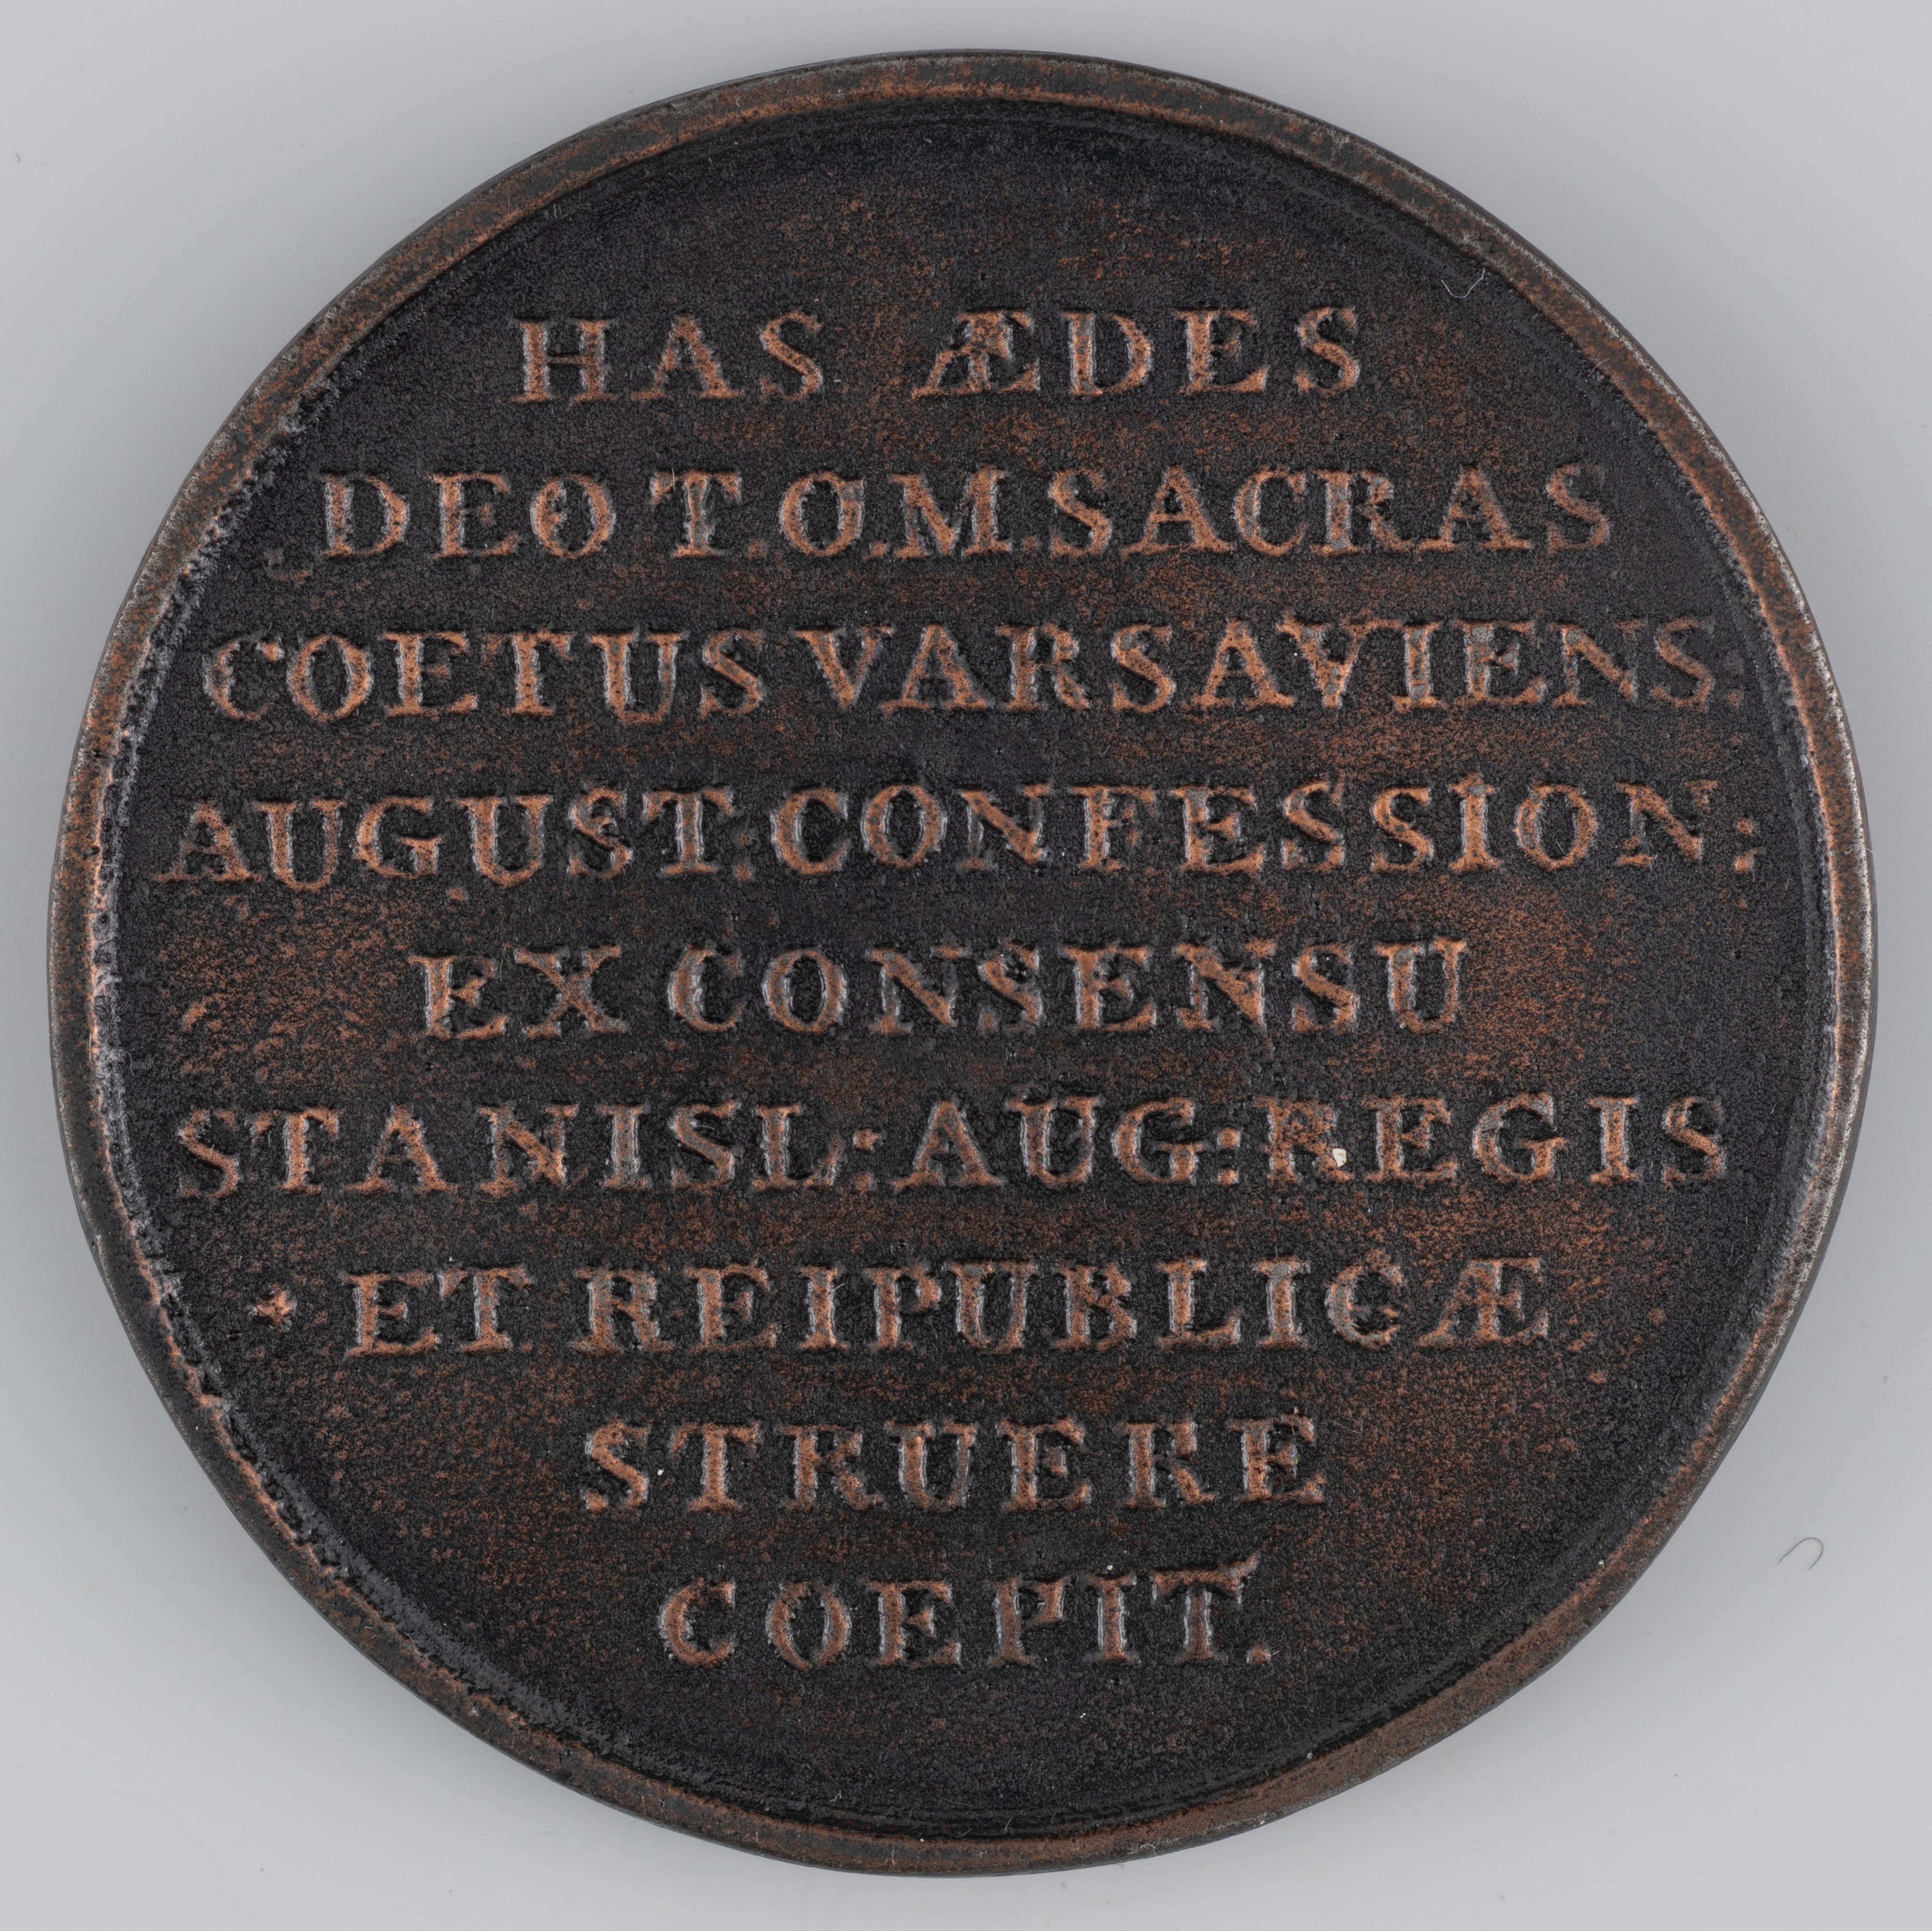 HAS ÆDES
DEO T.O.M.SACRAS
COETUS VARSAVIENS.
AUGUST.CONFESSION;
EX CONSENSU
STANISL:AUG:REGIS
ET REIPUBLICÆ
STRUERE
COEPIT.